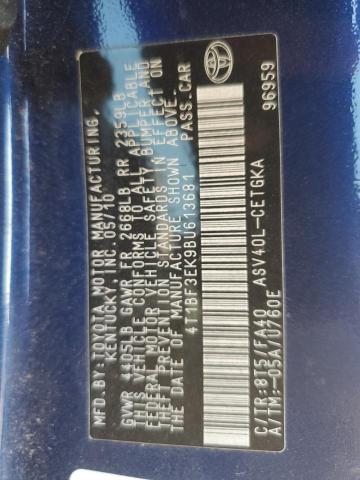 MFD.BY:TOYOTA MOTOR MANUFACTURING,
KENTUCKY, INC. 05/10
GVWR 4405LB GAWR FR 2668LB RR 2359LB
THIS VEHICLE CONFORMS TO ALL APPLICABLE
FEDERAL MOTOR VEHICLE SAFETY, BUMPER, AND
THEFT PREVENTION STANDARDS IN EFFECT ON
THE DATE OF MANUFACTURE SHOWN ABOVE.
4T1BF3EK9BU613681 PASS.CAR
C/TR:8T5/FA40 ASV40L-CETGKA
A/TM:-05A/U760E 96959